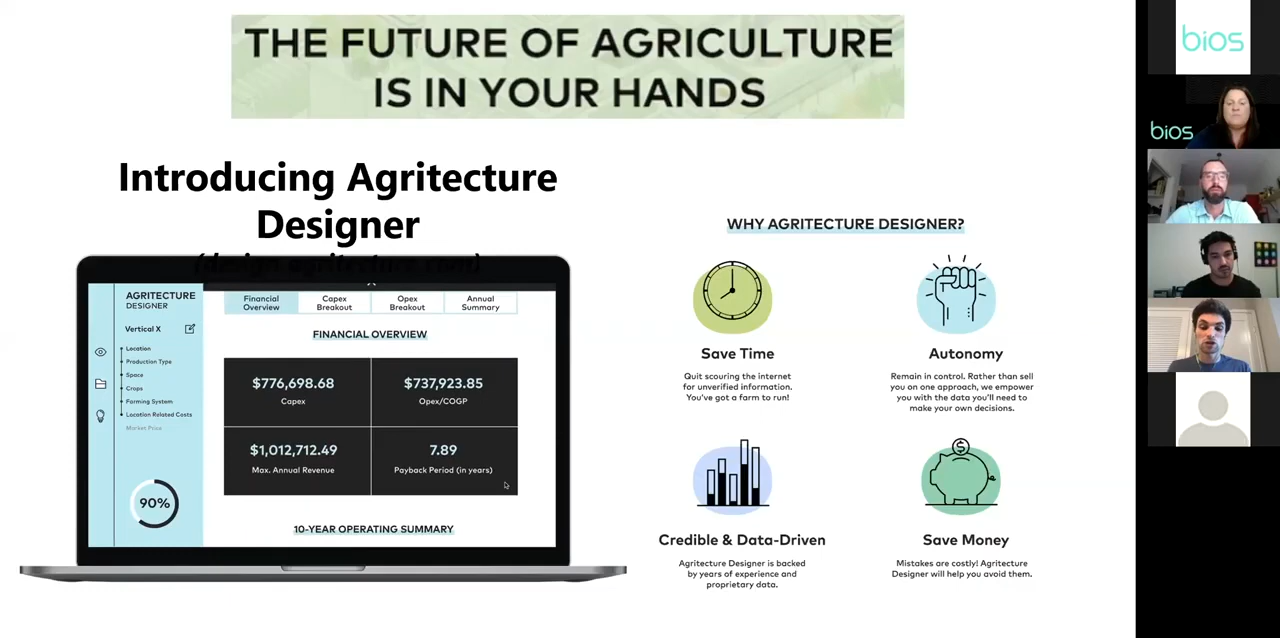 THE FUTURE OF AGRICULTURE
IS IN YOUR HANDS
Introducing Agritecture
Designer
(design.agritecture.com)
AGRITECTURE
DESIGNER
Vertical X
Location
Production Type
Space
Crops
Farming System
Location Related Costs
Market Price
90%
Financial
Overview
Capex
Breakout
Opex
Breakout
Annual
Summary
FINANCIAL OVERVIEW
$776,698.68
Capex
$737,923.85
Opex/COGP
$1,012,712.49
Max. Annual Revenue
7.89
Payback Period (in years)
10-YEAR OPERATING SUMMARY
WHY AGRITECTURE DESIGNER?
Save Time
Quit scouring the internet
for unverified information.
You've got a farm to run!
Autonomy
Remain in control. Rather than sell
you on one approach, we empower
you with the data you'll need to
make your own decisions.
Credible & Data-Driven
Agritecture Designer is backed
by years of experience and
proprietary data.
Save Money
Mistakes are costly! Agritecture
Designer will help you avoid them.
bios
bios